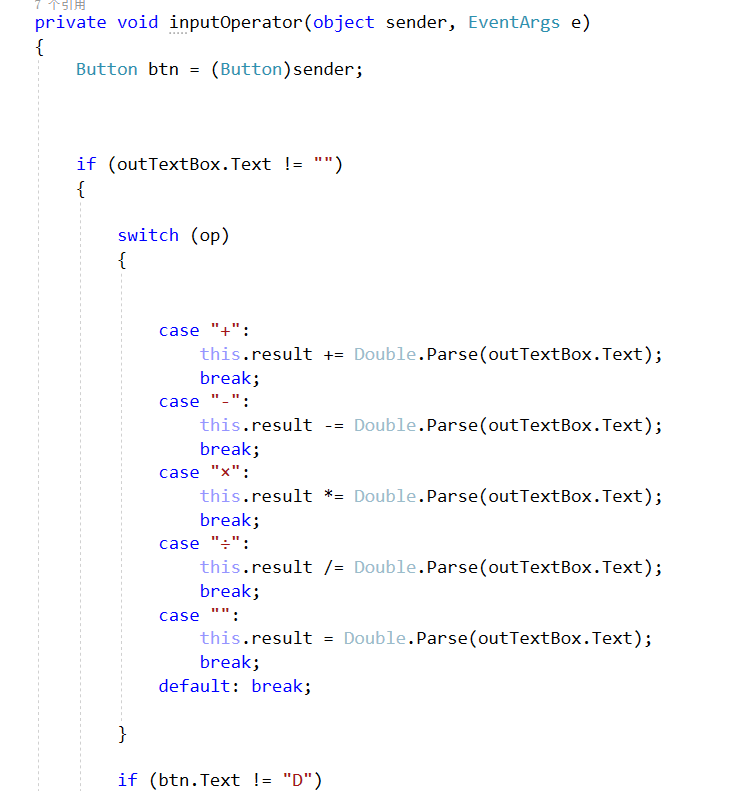 7 个引用
private void inputOperator(object sender, EventArgs e)
{
Button btn = (Button)sender;
if (outTextBox.Text != "")
{
switch (op)
{
case "+":
this.result += Double.Parse(outTextBox.Text);
break;
case "-":
this.result -= Double.Parse(outTextBox.Text);
break;
case "×":
this.result *= Double.Parse(outTextBox.Text);
break;
case "÷":
this.result /= Double.Parse(outTextBox.Text);
break;
case "":
this.result = Double.Parse(outTextBox.Text);
break;
default: break;
}
if (btn.Text != "D")